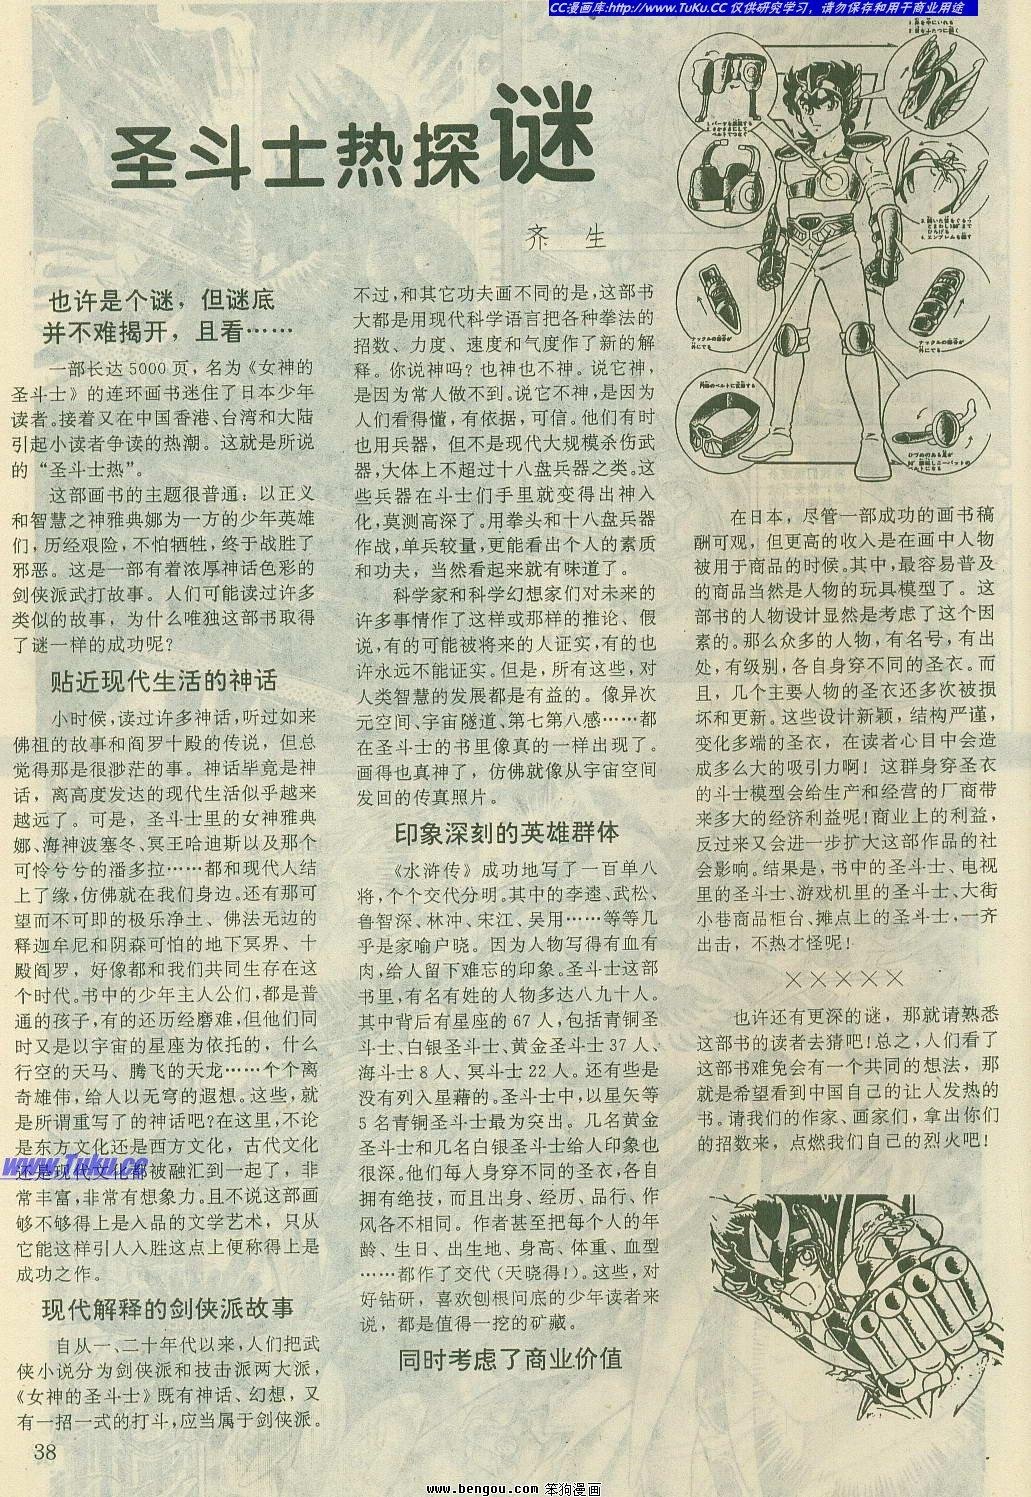 CC漫画库:http://www.TuKu.CC 仅供研究学习，请勿保存和用于商业用途
圣斗士热探谜
齐 生
也许是个谜，但谜底
并不难揭开，且看……
一部长达 5000 页，名为《女神的
圣斗士》的连环画书迷住了日本少年
读者。接着又在中国香港、台湾和大陆
引起小读者争读的热潮。这就是所说
的“圣斗士热”。
这部画书的主题很普通：以正义
和智慧之神雅典娜为一方的少年英雄
们，历经艰险，不怕牺牲，终于战胜了
邪恶。这是一部有着浓厚神话色彩的
剑侠派武打故事。人们可能读过许多
类似的故事，为什么唯独这部书取得
了谜一样的成功呢？
贴近现代生活的神话
小时候，读过许多神话，听过如来
佛祖的故事和阎罗十殿的传说，但总
觉得那是很渺茫的事。神话毕竟是神
话，离高度发达的现代生活似乎越来
越远了。可是，圣斗士里的女神雅典
娜、海神波塞冬、冥王哈迪斯以及那个
可怜兮兮的潘多拉……都和现代人结
上了缘，仿佛就在我们身边。还有那可
望而不可即的极乐净土、佛法无边的
释迦牟尼和阴森可怕的地下冥界、十
殿阎罗，好像都和我们共同生存在这
个时代。书中的少年主人公们，都是普
通的孩子，有的还历经磨难，但他们同
时又是以宇宙的星座为依托的，什么
行空的天马、腾飞的天龙……个个离
奇雄伟，给人以无穹的遐想。这些，就
是所谓重写了的神话吧？在这里，不论
是东方文化还是西方文化，古代文化
还是现代文化都被融汇到一起了，非
常丰富，非常有想象力。且不说这部画
够不够得上是入品的文学艺术，只从
它能这样引人入胜这点上便称得上是
成功之作。
现代解释的剑侠派故事
自从一、二十年代以来，人们把武
侠小说分为剑侠派和技击派两大派，
《女神的圣斗士》既有神话、幻想，又
有一招一式的打斗，应当属于剑侠派。
不过，和其它功夫画不同的是，这部书
大都是用现代科学语言把各种拳法的
招数、力度、速度和气度作了新的解
释。你说神吗？也神也不神。说它神，
是因为常人做不到。说它不神，是因为
人们看得懂，有依据，可信。他们有时
也用兵器，但不是现代大规模杀伤武
器，大体上不超过十八盘兵器之类。这
些兵器在斗士们手里就变得出神入
化，莫测高深了。用拳头和十八盘兵器
作战，单兵较量，更能看出个人的素质
和功夫，当然看起来就有味道了。
科学家和科学幻想家们对未来的
许多事情作了这样或那样的推论、假
说，有的可能被将来的人证实，有的也
许永远不能证实。但是，所有这些，对
人类智慧的发展都是有益的。像异次
元空间、宇宙隧道、第七第八感……都
在圣斗士的书里像真的一样出现了。
画得也真神了，仿佛就像从宇宙空间
发回的传真照片。
印象深刻的英雄群体
《水浒传》成功地写了一百单八
将，个个交代分明。其中的李逵、武松、
鲁智深、林冲、宋江、吴用……等等几
乎是家喻户晓。因为人物写得有血有
肉，给人留下难忘的印象。圣斗士这部
书里，有名有姓的人物多达八九十人。
其中背后有星座的 67 人，包括青铜圣
斗士、白银圣斗士、黄金圣斗士 37 人、
海斗士 8 人、冥斗士 22 人。还有些是
没有列入星藉的。圣斗士中，以星矢等
5 名青铜圣斗士最为突出。几名黄金
圣斗士和几名白银圣斗士给人印象也
很深。他们每人身穿不同的圣衣，各自
拥有绝技，而且出身、经历、品行、作
风各不相同。作者甚至把每个人的年
龄、生日、出生地、身高、体重、血型
……都作了交代（天晓得！）。这些，对
好钻研，喜欢刨根问底的少年读者来
说，都是值得一挖的矿藏。
同时考虑了商业价值
在日本，尽管一部成功的画书稿
酬可观，但更高的收入是在画中人物
被用于商品的时候。其中，最容易普及
的商品当然是人物的玩具模型了。这
部书的人物设计显然是考虑了这个因
素的。那么众多的人物，有名号，有出
处，有级别，各自身穿不同的圣衣。而
且，几个主要人物的圣衣还多次被损
坏和更新。这些设计新颖，结构严谨，
变化多端的圣衣，在读者心目中会造
成多么大的吸引力啊！这群身穿圣衣
的斗士模型会给生产和经营的厂商带
来多大的经济利益呢！商业上的利益，
反过来又会进一步扩大这部作品的社
会影响。结果是，书中的圣斗士、电视
里的圣斗士、游戏机里的圣斗士、大街
小巷商品柜台、摊点上的圣斗士，一齐
出击，不热才怪呢！
×××××
也许还有更深的谜，那就请熟悉
这部书的读者去猜吧！总之，人们看了
这部书难免会有一个共同的想法，那
就是希望看到中国自己的让人发热的
书。请我们的作家、画家们，拿出你们
的招数来，点燃我们自己的烈火吧！
www.Tuku.cc
38
www.bengou.com 笨狗漫画